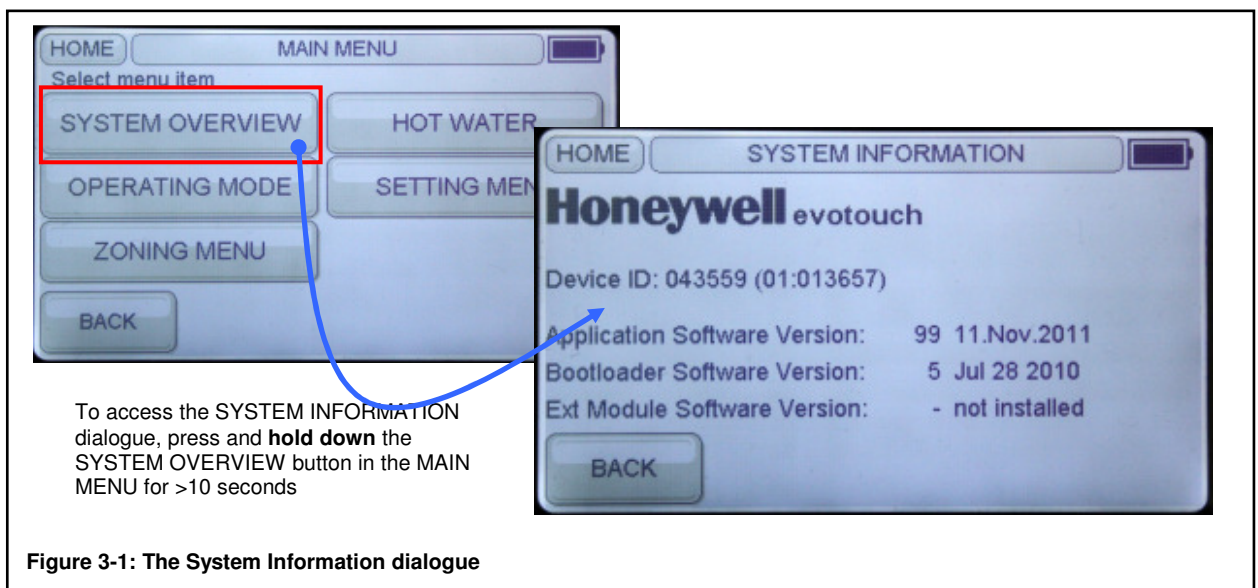 HOME MAIN MENU
Select menu item
SYSTEM OVERVIEW HOT WATER
OPERATING MODE SETTING MEN
ZONING MENU
BACK
HOME SYSTEM INFORMATION
Honeywell evotouch
Device ID: 043559 (01:013657)
Application Software Version: 99 11.Nov.2011
Bootloader Software Version: 5 Jul 28 2010
Ext Module Software Version: - not installed
BACK
To access the SYSTEM INFORMATION
dialogue, press and hold down the
SYSTEM OVERVIEW button in the MAIN
MENU for >10 seconds
Figure 3-1: The System Information dialogue